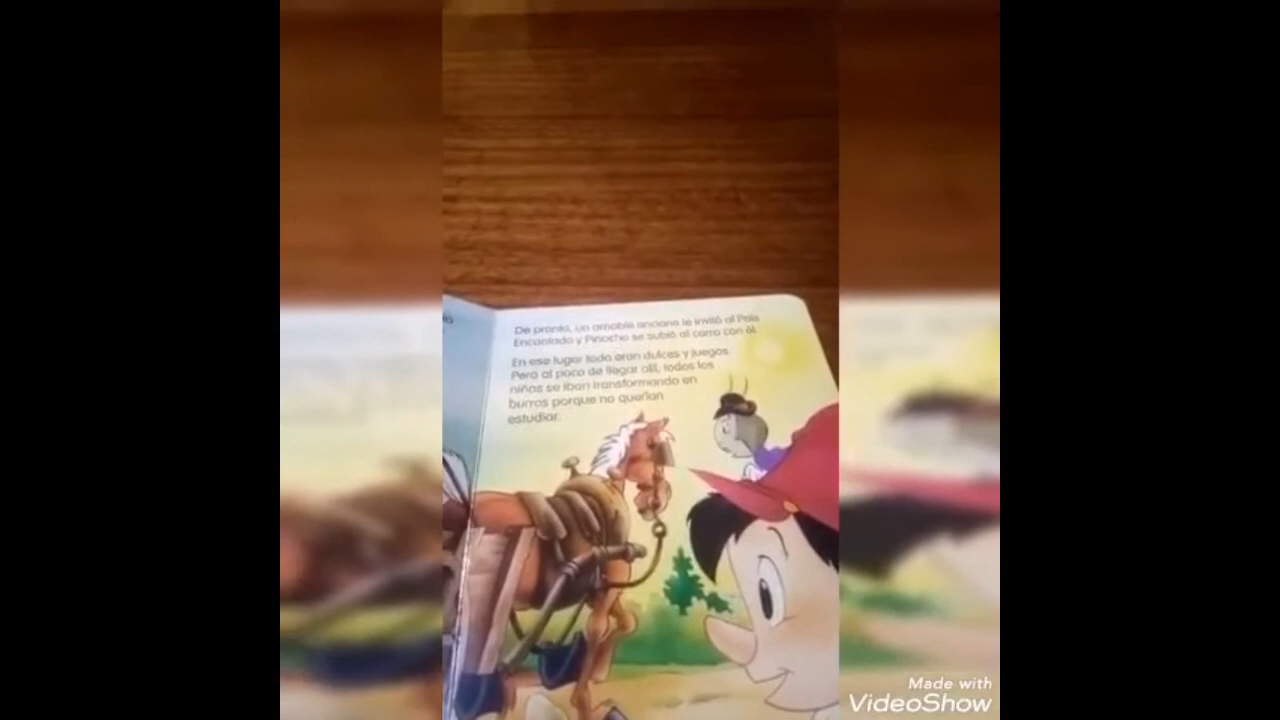 De pronto, un amable anciano le invitó al País
Encantado y Pinocho se subió al carro con él.
En ese lugar todo eran dulces y juegos.
Pero al poco de llegar allí, todos los
niños se iban transformando en
burros porque no querían
estudiar.
Made with
VideoShow